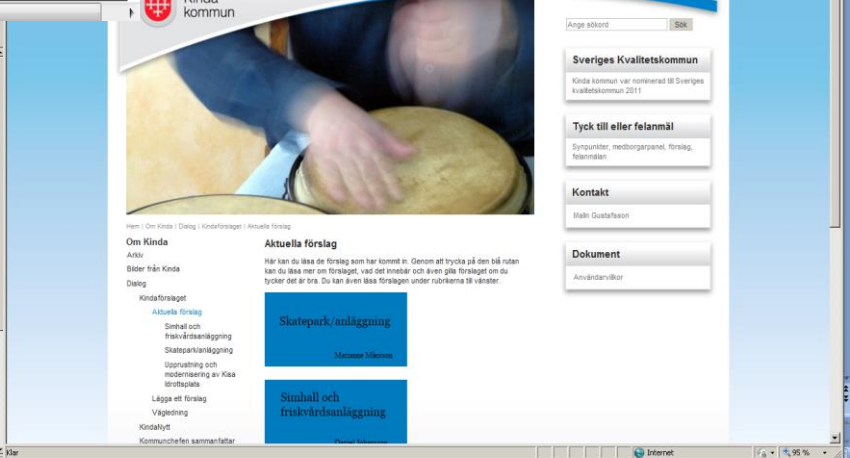 Kinda
kommun
Ange sökord
Sök
Sveriges Kvalitetskommun
Kinda kommun var nominerad till Sveriges
kvalitetskommun 2011
Tyck till eller felanmäl
Synpunkter, medborgarpanel, förslag,
felanmälan
Kontakt
Malin Gustafsson
Dokument
Användarvillkor
Hem | Om Kinda | Dialog | Kindaförslaget | Aktuella förslag
Om Kinda
Arkiv
Bilder från Kinda
Dialog
Kindaförslaget
Aktuella förslag
Simhall och
friskvårdsanläggning
Skatepark/anläggning
Upprustning och
modernisering av Kisa
Idrottsplats
Lägga ett förslag
Vägledning
KindaNytt
Kommunchefen sammanfattar
Aktuella förslag
Här kan du läsa de förslag som har kommit in. Genom att trycka på den blå rutan
kan du läsa mer om förslaget, vad det innebär och även gilla förslaget om du
tycker det är bra. Du kan även läsa förslagen under rubrikerna till vänster.
Skatepark/anläggning
Marianne Månsson
Simhall och
friskvårdsanläggning
Daniel Johansson
Klar
Internet
95 %